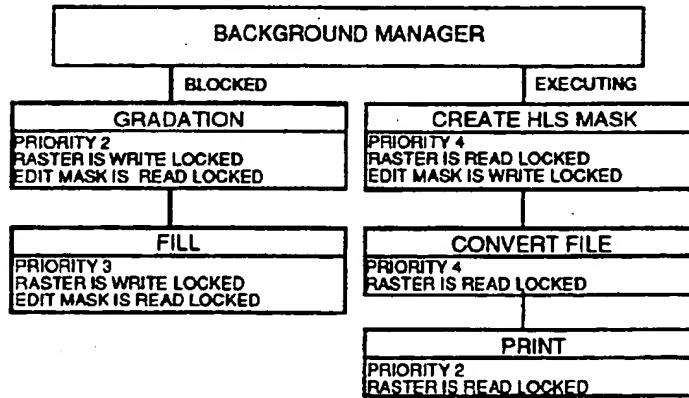 BACKGROUND MANAGER
BLOCKED
EXECUTING
GRADATION
PRIORITY 2
RASTER IS WRITE LOCKED
EDIT MASK IS READ LOCKED
FILL
PRIORITY 3
RASTER IS WRITE LOCKED
EDIT MASK IS READ LOCKED
CREATE HLS MASK
PRIORITY 4
RASTER IS READ LOCKED
EDIT MASK IS WRITE LOCKED
CONVERT FILE
PRIORITY 4
RASTER IS READ LOCKED
PRINT
PRIORITY 2
RASTER IS READ LOCKED